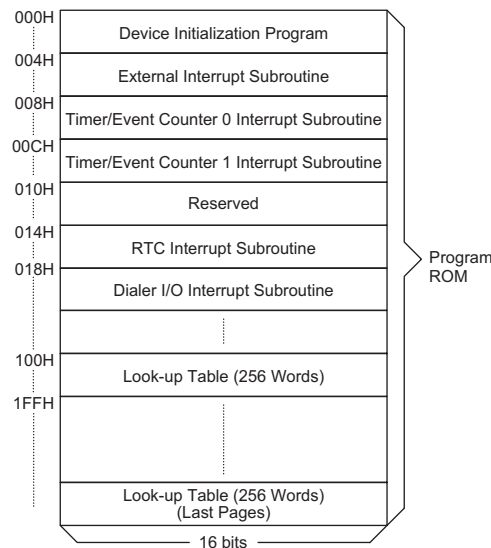 000H
Device Initialization Program
004H
External Interrupt Subroutine
008H
Timer/Event Counter 0 Interrupt Subroutine
00CH
Timer/Event Counter 1 Interrupt Subroutine
010H
Reserved
014H
RTC Interrupt Subroutine
018H
Dialer I/O Interrupt Subroutine
Program
ROM
100H
Look-up Table (256 Words)
1FFH
Look-up Table (256 Words)
(Last Pages)
16 bits